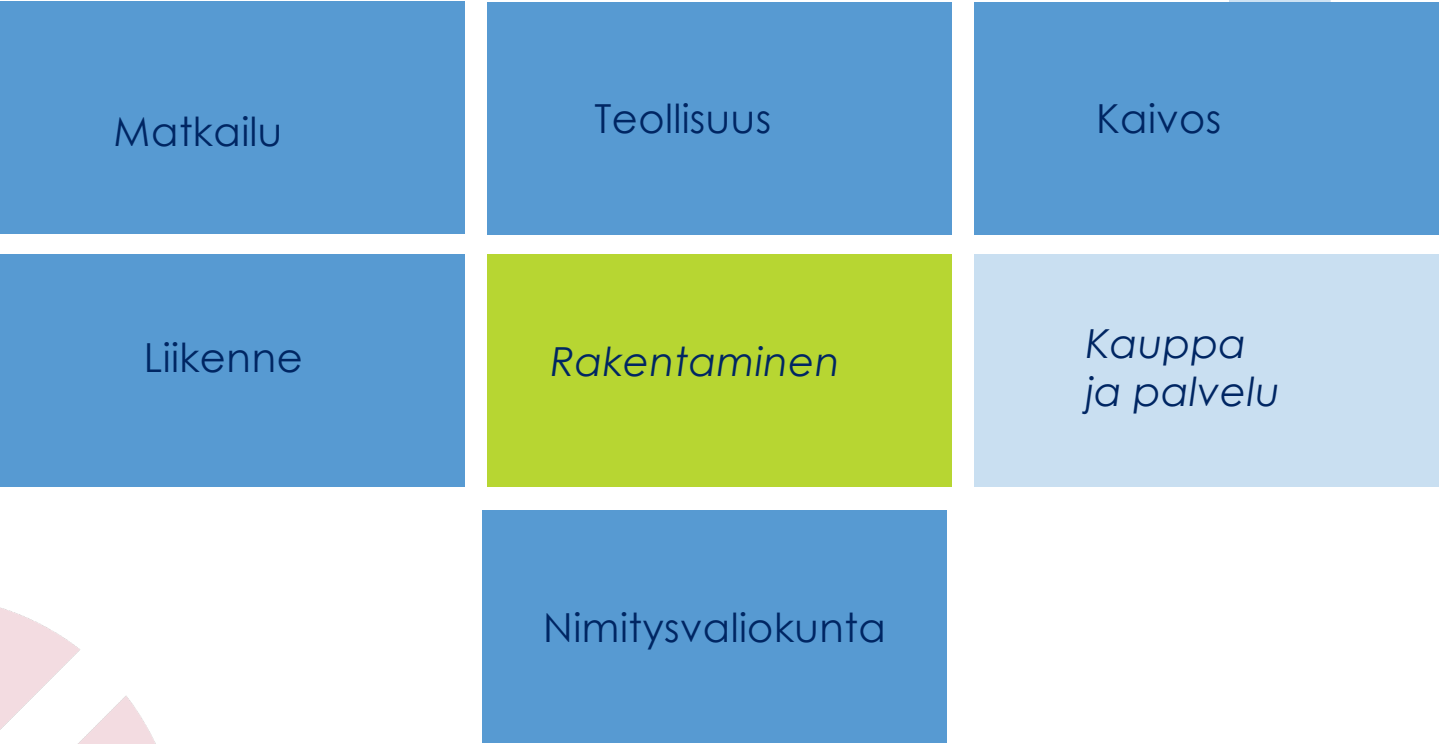 Matkailu
Teollisuus
Kaivos
Liikenne
Rakentaminen
Kauppa
ja palvelu
Nimitysvaliokunta